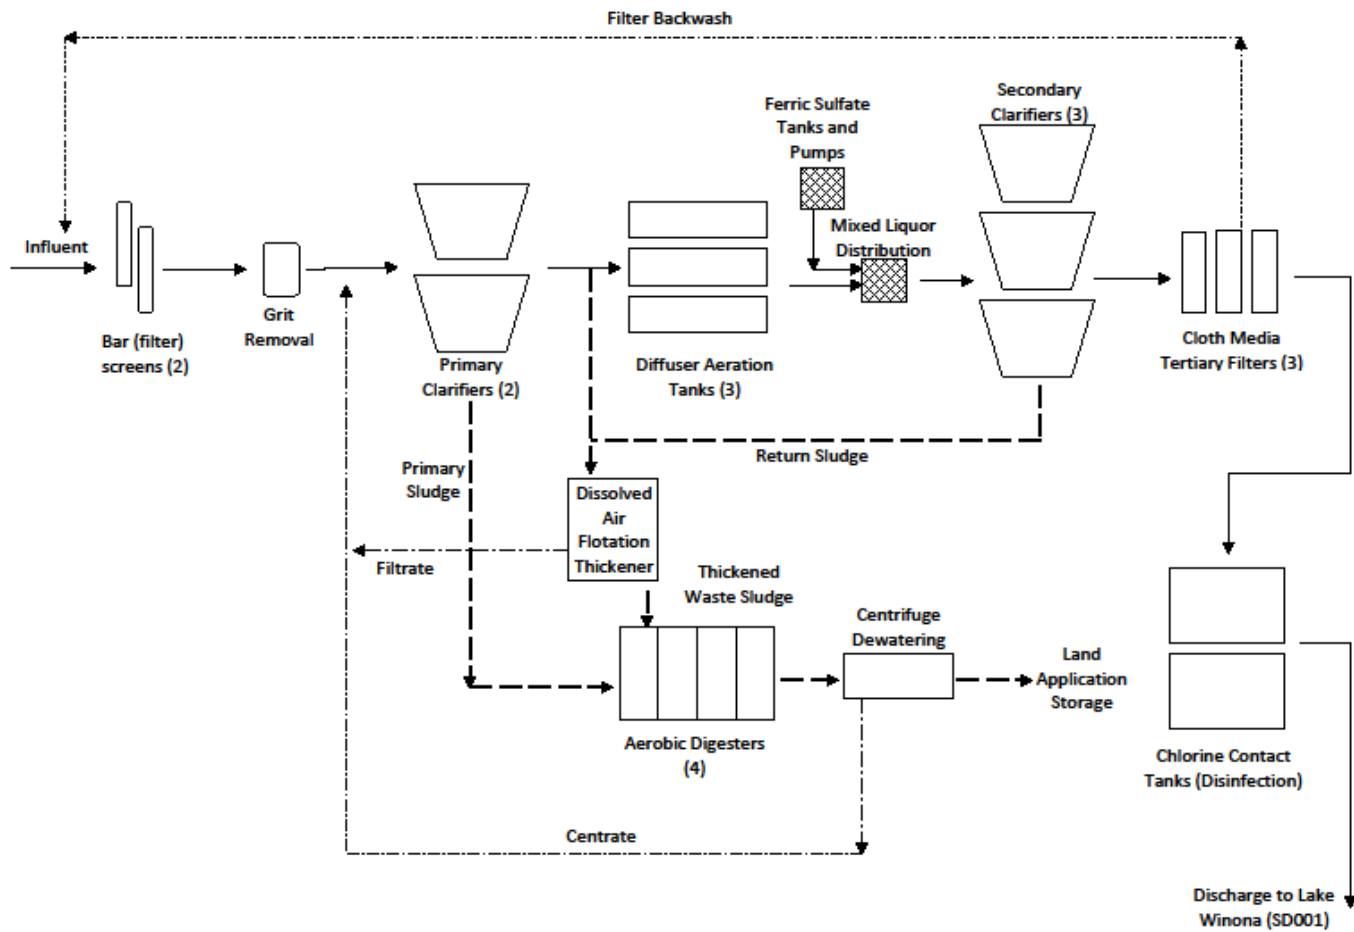 Filter Backwash
Secondary
Clarifiers (3)
Ferric Sulfate
Tanks and
Pumps
Mixed Liquor
Distribution
Influent
Grit
Removal
Bar (filter)
screens (2)
Primary
Clarifiers (2)
Diffuser Aeration
Tanks (3)
Cloth Media
Tertiary Filters (3)
Return Sludge
Primary
Sludge
Dissolved
Air
Flotation
Thickener
Filtrate
Thickened
Waste Sludge
Centrifuge
Dewatering
Land
Application
Storage
Aerobic Digesters
(4)
Chlorine Contact
Tanks (Disinfection)
Centrate
Discharge to Lake
Winona (SD001)